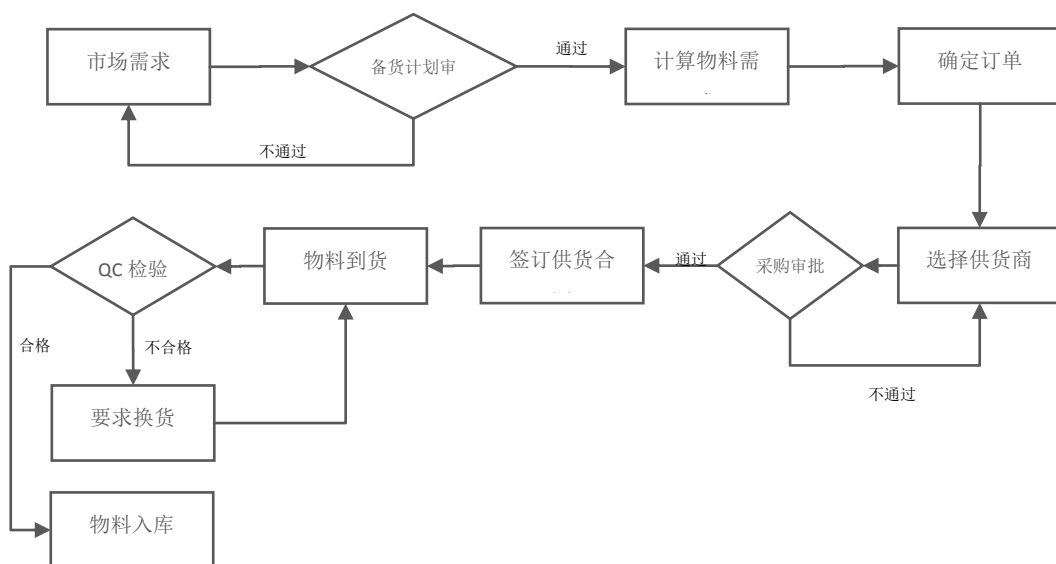 市场需求
备货计划审
通过
计算物料需
确定订单
不通过
选择供货商
采购审批
通过
签订供货合
物料到货
QC 检验
不通过
合格
不合格
要求换货
物料入库